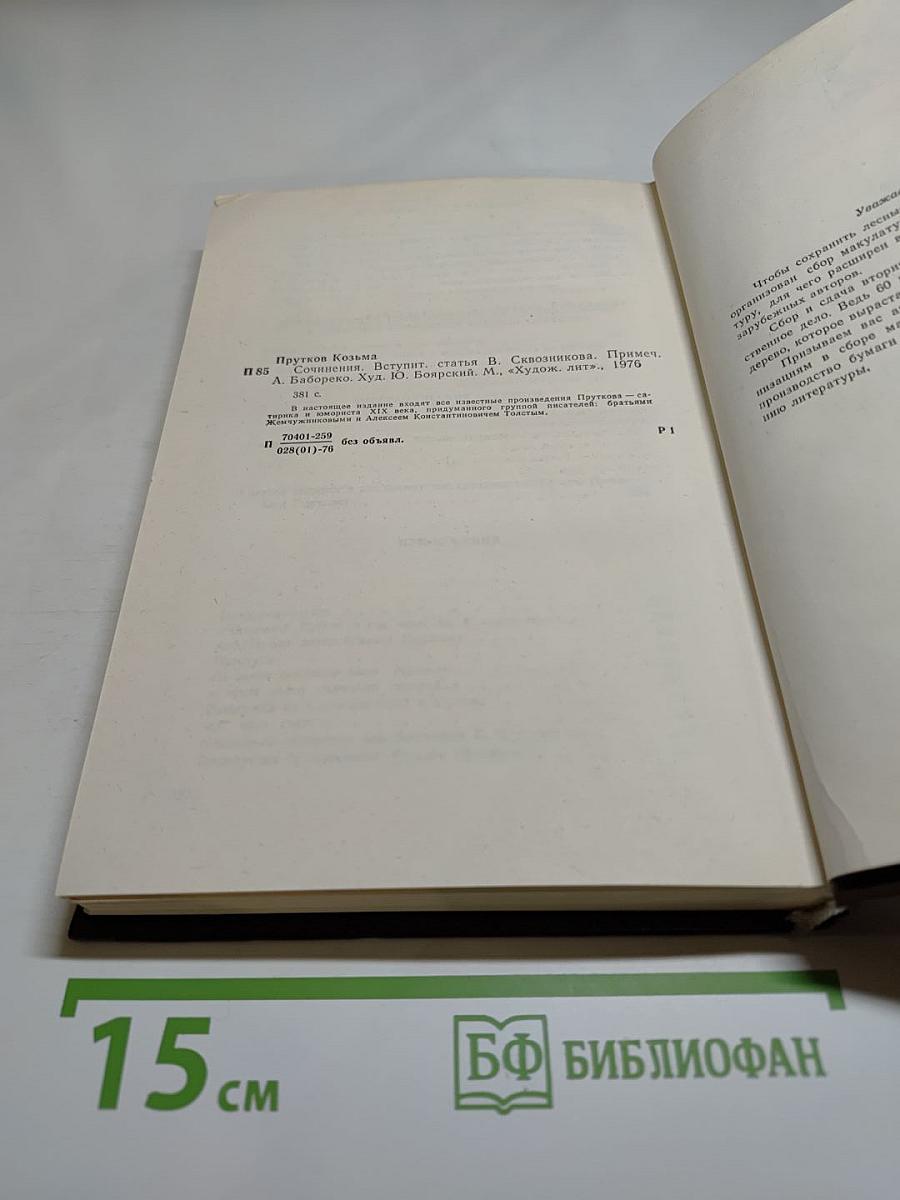 Прутков Козьма
П 85 Сочинения. Вступит. статья В. Сквозникова. Примеч.
А. Бабореко. Худ. Ю. Боярский. М., «Худож. лит»., 1976
381 с.
В настоящее издание входят все известные произведения Пруткова — са-
тирика и юмориста XIX века, придуманного группой писателей: братьями
Жемчужниковыми и Алексеем Константиновичем Толстым.
П 70401-259
028(01)-76 без объявл.
Р 1
Уважае
Чтобы сохранить лесны
организован сбор макулату
туру, для чего расширен в
зарубежных авторов.
Сбор и сдача вторич
ственное дело. Ведь 60
дерево, которое выраста
Призываем вас а
низациям в сборе ма
производство бумаги
нию литературы.
15 см
БФ БИБЛИОФАН